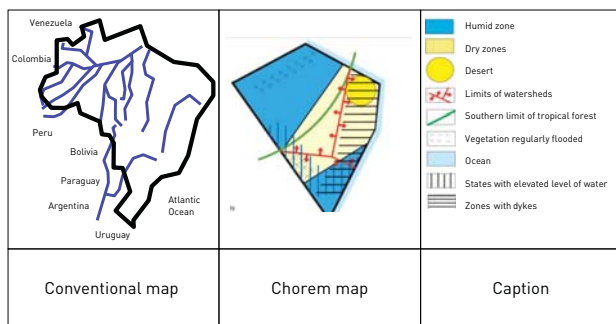 Venezuela
Colombia
Peru
Bolivia
Paraguay
Argentina
Uruguay
Atlantic
Ocean
Humid zone
Dry zones
Desert
Limits of watersheds
Southern limit of tropical forest
Vegetation regularly flooded
Ocean
States with elevated level of water
Zones with dykes
Conventional map
Chorem map
Caption